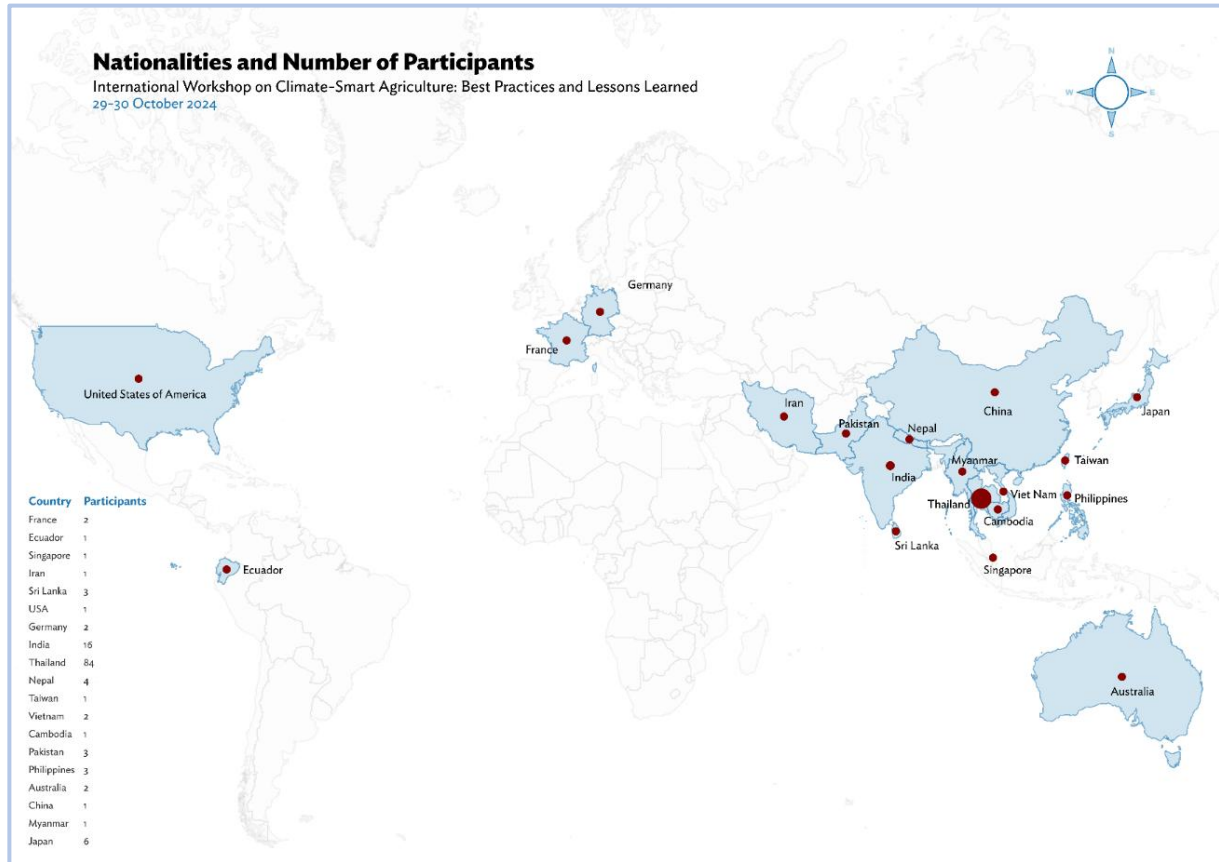 Nationalities and Number of Participants
International Workshop on Climate-Smart Agriculture: Best Practices and Lessons Learned
29-30 October 2024
N
W
E
S
Germany
France
United States of America
Iran
China
Japan
Pakistan
Nepal
Myanmar
Taiwan
India
Thailand
Viet Nam
Philippines
Cambodia
Sri Lanka
Singapore
Ecuador
Australia
Country Participants
France 2
Ecuador 1
Singapore 1
Iran 1
Sri Lanka 3
USA 1
Germany 2
India 16
Thailand 84
Nepal 4
Taiwan 1
Vietnam 2
Cambodia 1
Pakistan 3
Philippines 3
Australia 2
China 1
Myanmar 1
Japan 6